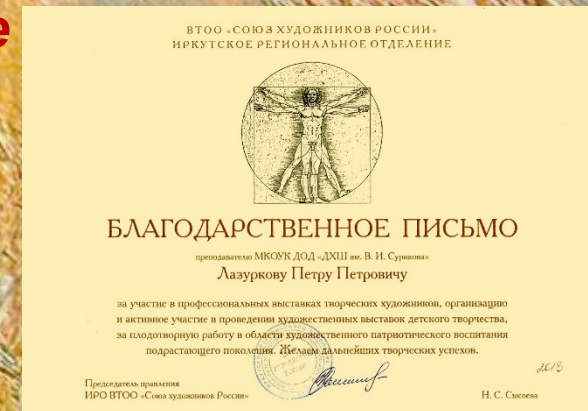 е
ВТОО «СОЮЗ ХУДОЖНИКОВ РОССИИ»
ИРКУТСКОЕ РЕГИОНАЛЬНОЕ ОТДЕЛЕНИЕ
БЛАГОДАРСТВЕННОЕ ПИСЬМО
преподавателю МКОУК ДОД «ДХШ им. В. И. Сурикова»
Лазуркову Петру Петровичу
за участие в профессиональных выставках творческих художников, организацию
и активное участие в проведении художественных выставок детского творчества,
за плодотворную работу в области художественного патриотического воспитания
подрастающего поколения. Желаем дальнейших творческих успехов.
2013
Председатель правления
ИРО ВТОО «Союз художников России»
Н. С. Сысоева